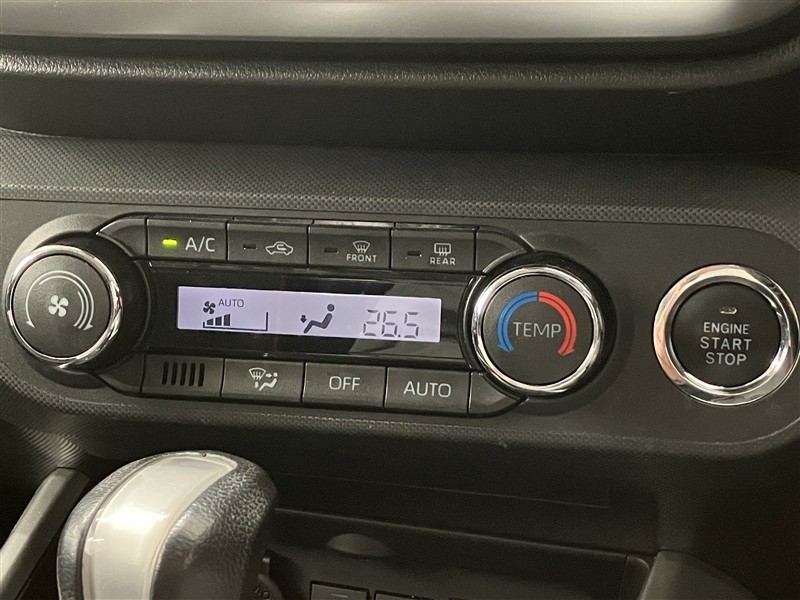 A/C
FRONT
REAR
AUTO
26.5
TEMP
ENGINE
START
STOP
OFF
AUTO